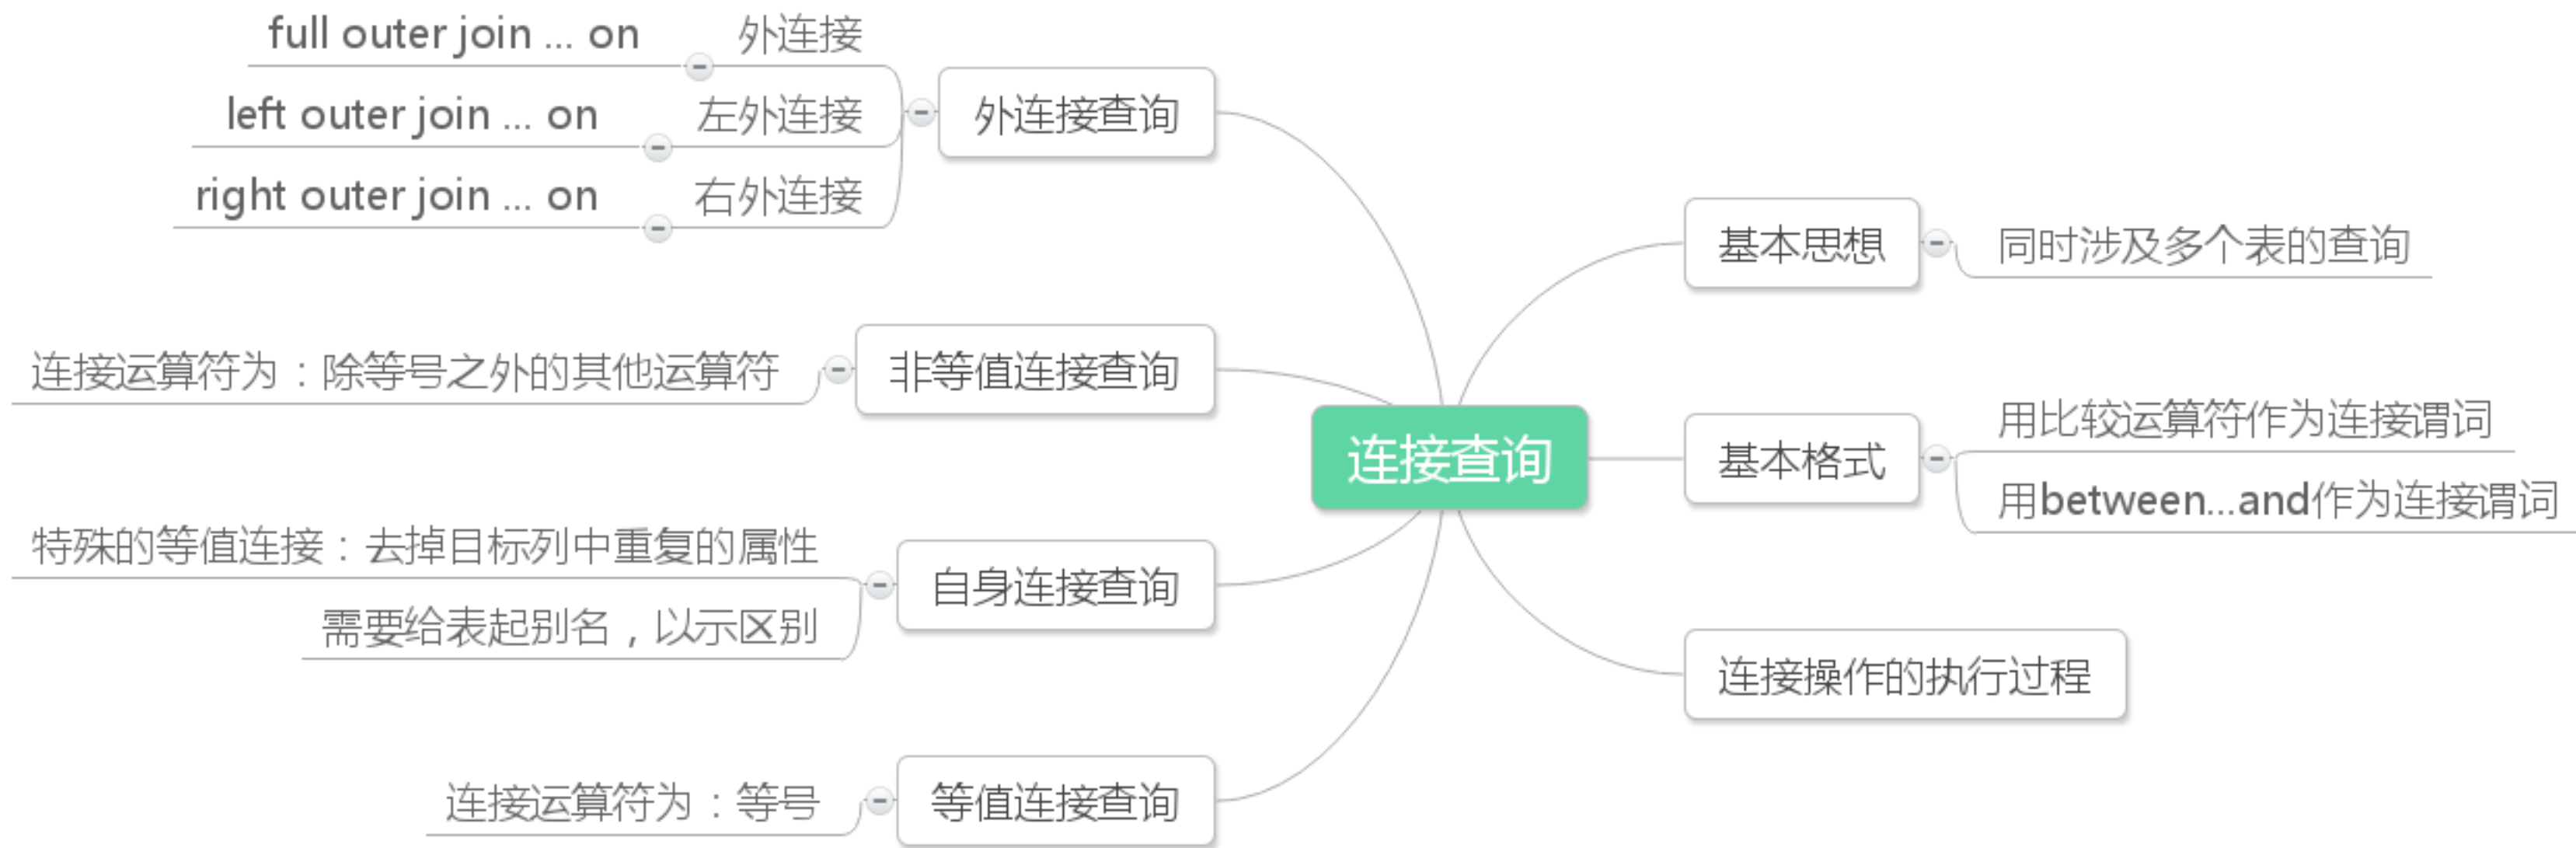 full outer join ... on 外连接
left outer join ... on 左外连接
right outer join ... on 右外连接
外连接查询
连接运算符为：除等号之外的其他运算符
非等值连接查询
特殊的等值连接：去掉目标列中重复的属性
需要给表起别名，以示区别
自身连接查询
连接运算符为：等号
等值连接查询
连接查询
基本思想
同时涉及多个表的查询
基本格式
用比较运算符作为连接谓词
用between...and作为连接谓词
连接操作的执行过程